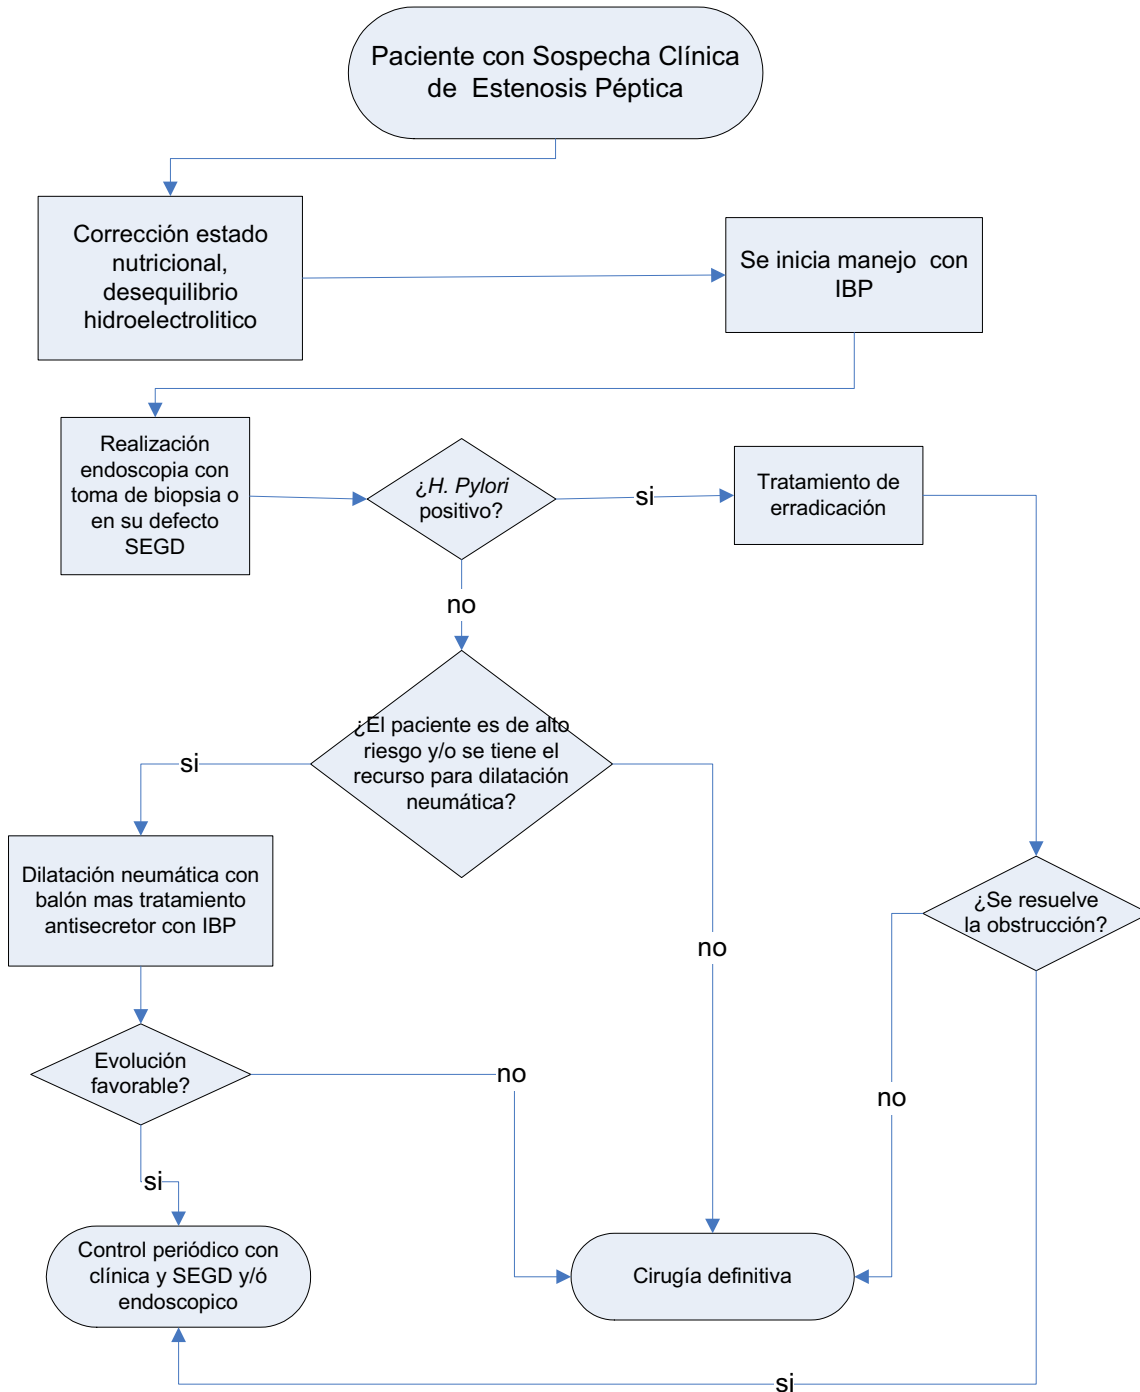 Paciente con Sospecha Clínica
de Estenosis Péptica
Corrección estado
nutricional,
desequilibrio
hidroelectrolitico
Se inicia manejo con
IBP
Realización
endoscopia con
toma de biopsia o
en su defecto
SEGD
¿H. Pylori
positivo?
si
Tratamiento de
erradicación
no
¿El paciente es de alto
riesgo y/o se tiene el
recurso para dilatación
neumática?
si
Dilatación neumática con
balón mas tratamiento
antisecretor con IBP
no
¿Se resuelve
la obstrucción?
Evolución
favorable?
no
no
si
Control periódico con
clínica y SEGD y/ó
endoscopico
Cirugía definitiva
si